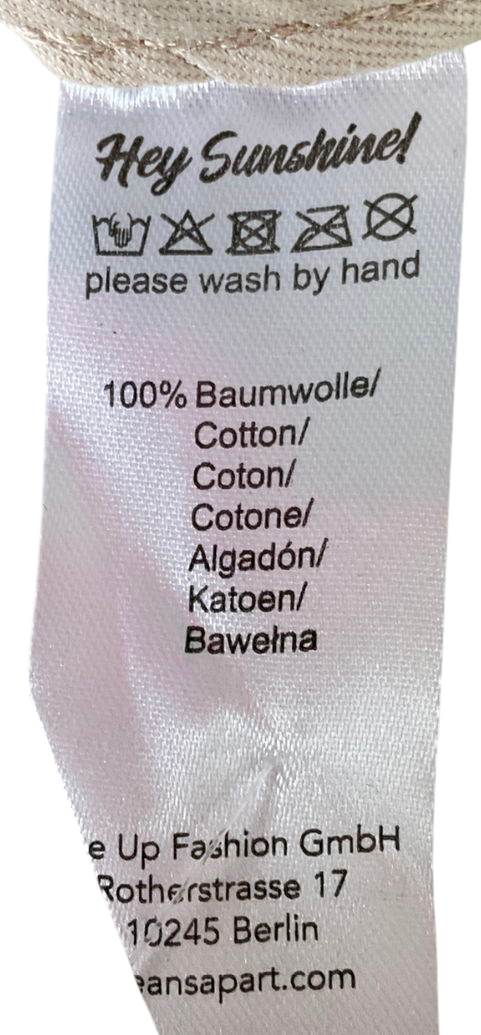 Hey Sunshine!
please wash by hand
100% Baumwolle/
Cotton/
Coton/
Cotone/
Algadón/
Katoen/
Bawełna
e Up Fashion GmbH
Rotherstrasse 17
10245 Berlin
eansapart.com